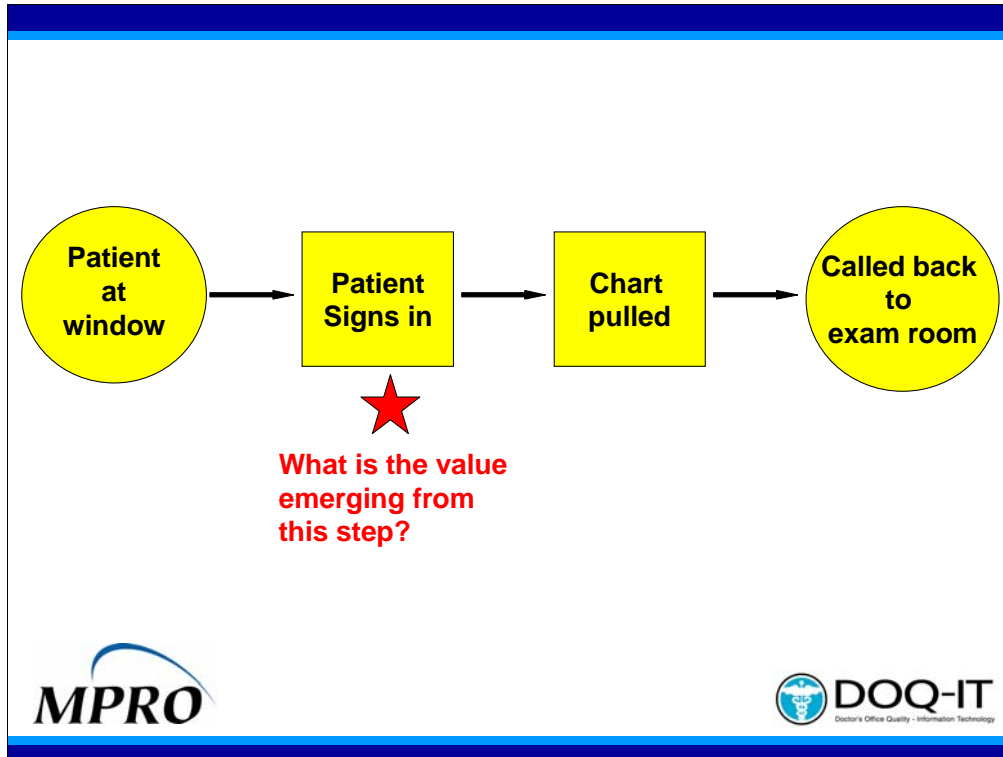 Patient
at
window
Patient
Signs in
Chart
pulled
Called back
to
exam room
What is the value
emerging from
this step?
MPRO
DOQ-IT
Doctor's Office Quality - Information Technology